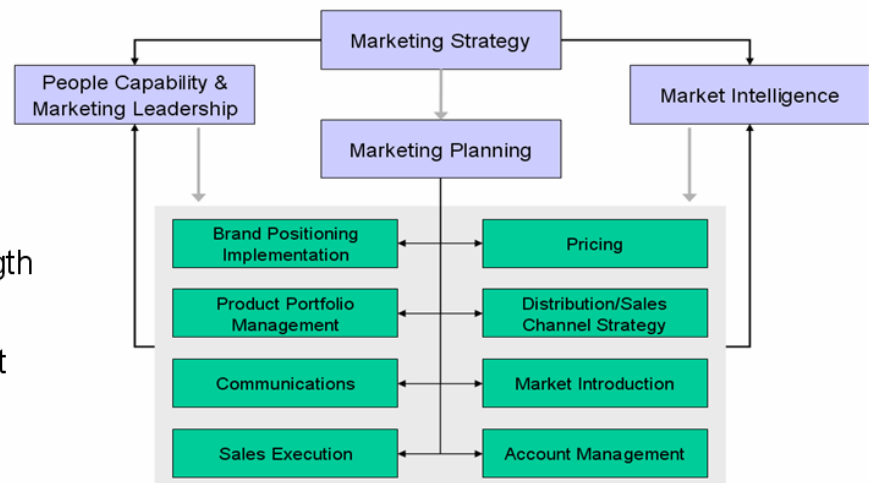 Marketing Strategy
People Capability &
Marketing Leadership
Market Intelligence
Marketing Planning
Brand Positioning
Implementation
Pricing
Product Portfolio
Management
Distribution/Sales
Channel Strategy
Communications
Market Introduction
Sales Execution
Account Management